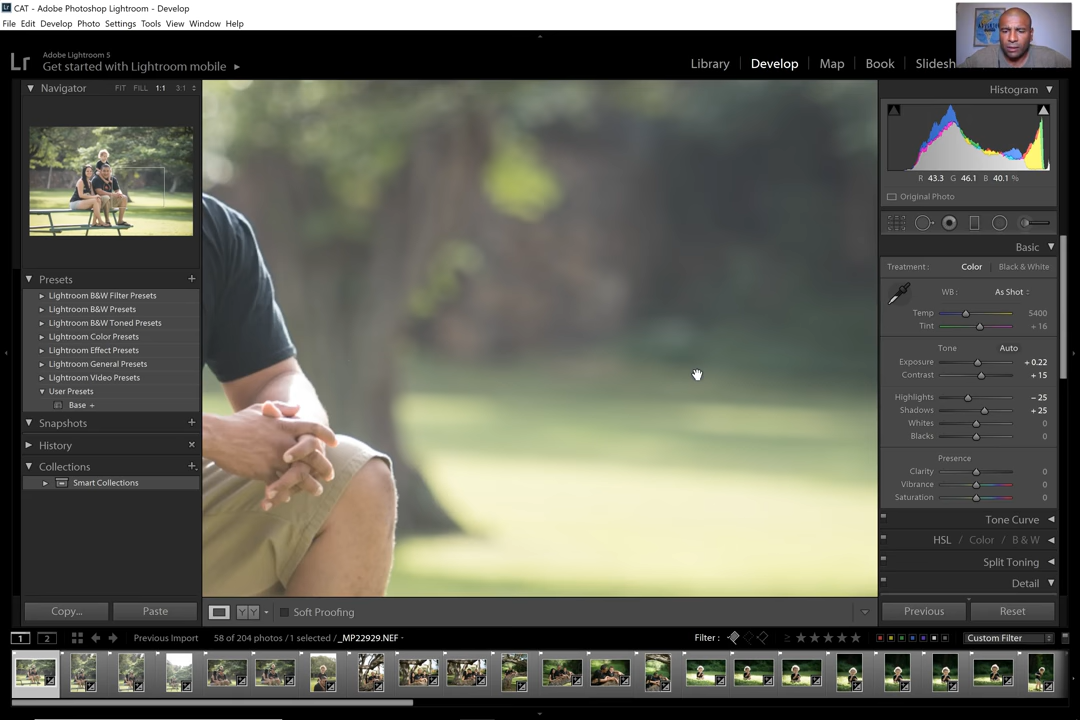 CAT - Adobe Photoshop Lightroom - Develop
File Edit Develop Photo Settings Tools View Window Help
Lr
Adobe Lightroom 5
Get started with Lightroom mobile
Library | Develop | Map | Book | Slidesh
Navigator FIT FILL 1:1 3:1
Histogram
R 43.3 G 46.1 B 40.1 %
Original Photo
Basic
Treatment : Color | Black & White
WB : As Shot
Temp 5400
Tint + 16
Tone Auto
Exposure + 0.22
Contrast + 15
Highlights - 25
Shadows + 25
Whites 0
Blacks 0
Presence
Clarity 0
Vibrance 0
Saturation 0
Tone Curve
HSL / Color / B & W
Split Toning
Detail
Previous Reset
Presets +
Lightroom B&W Filter Presets
Lightroom B&W Presets
Lightroom B&W Toned Presets
Lightroom Color Presets
Lightroom Effect Presets
Lightroom General Presets
Lightroom Video Presets
User Presets
Base +
Snapshots +
History ×
Collections +
Smart Collections
Copy... Paste
YY Soft Proofing
1 2 Previous Import 58 of 204 photos / 1 selected / _MP22929.NEF
Filter : ≥ ★★★★★ Custom Filter